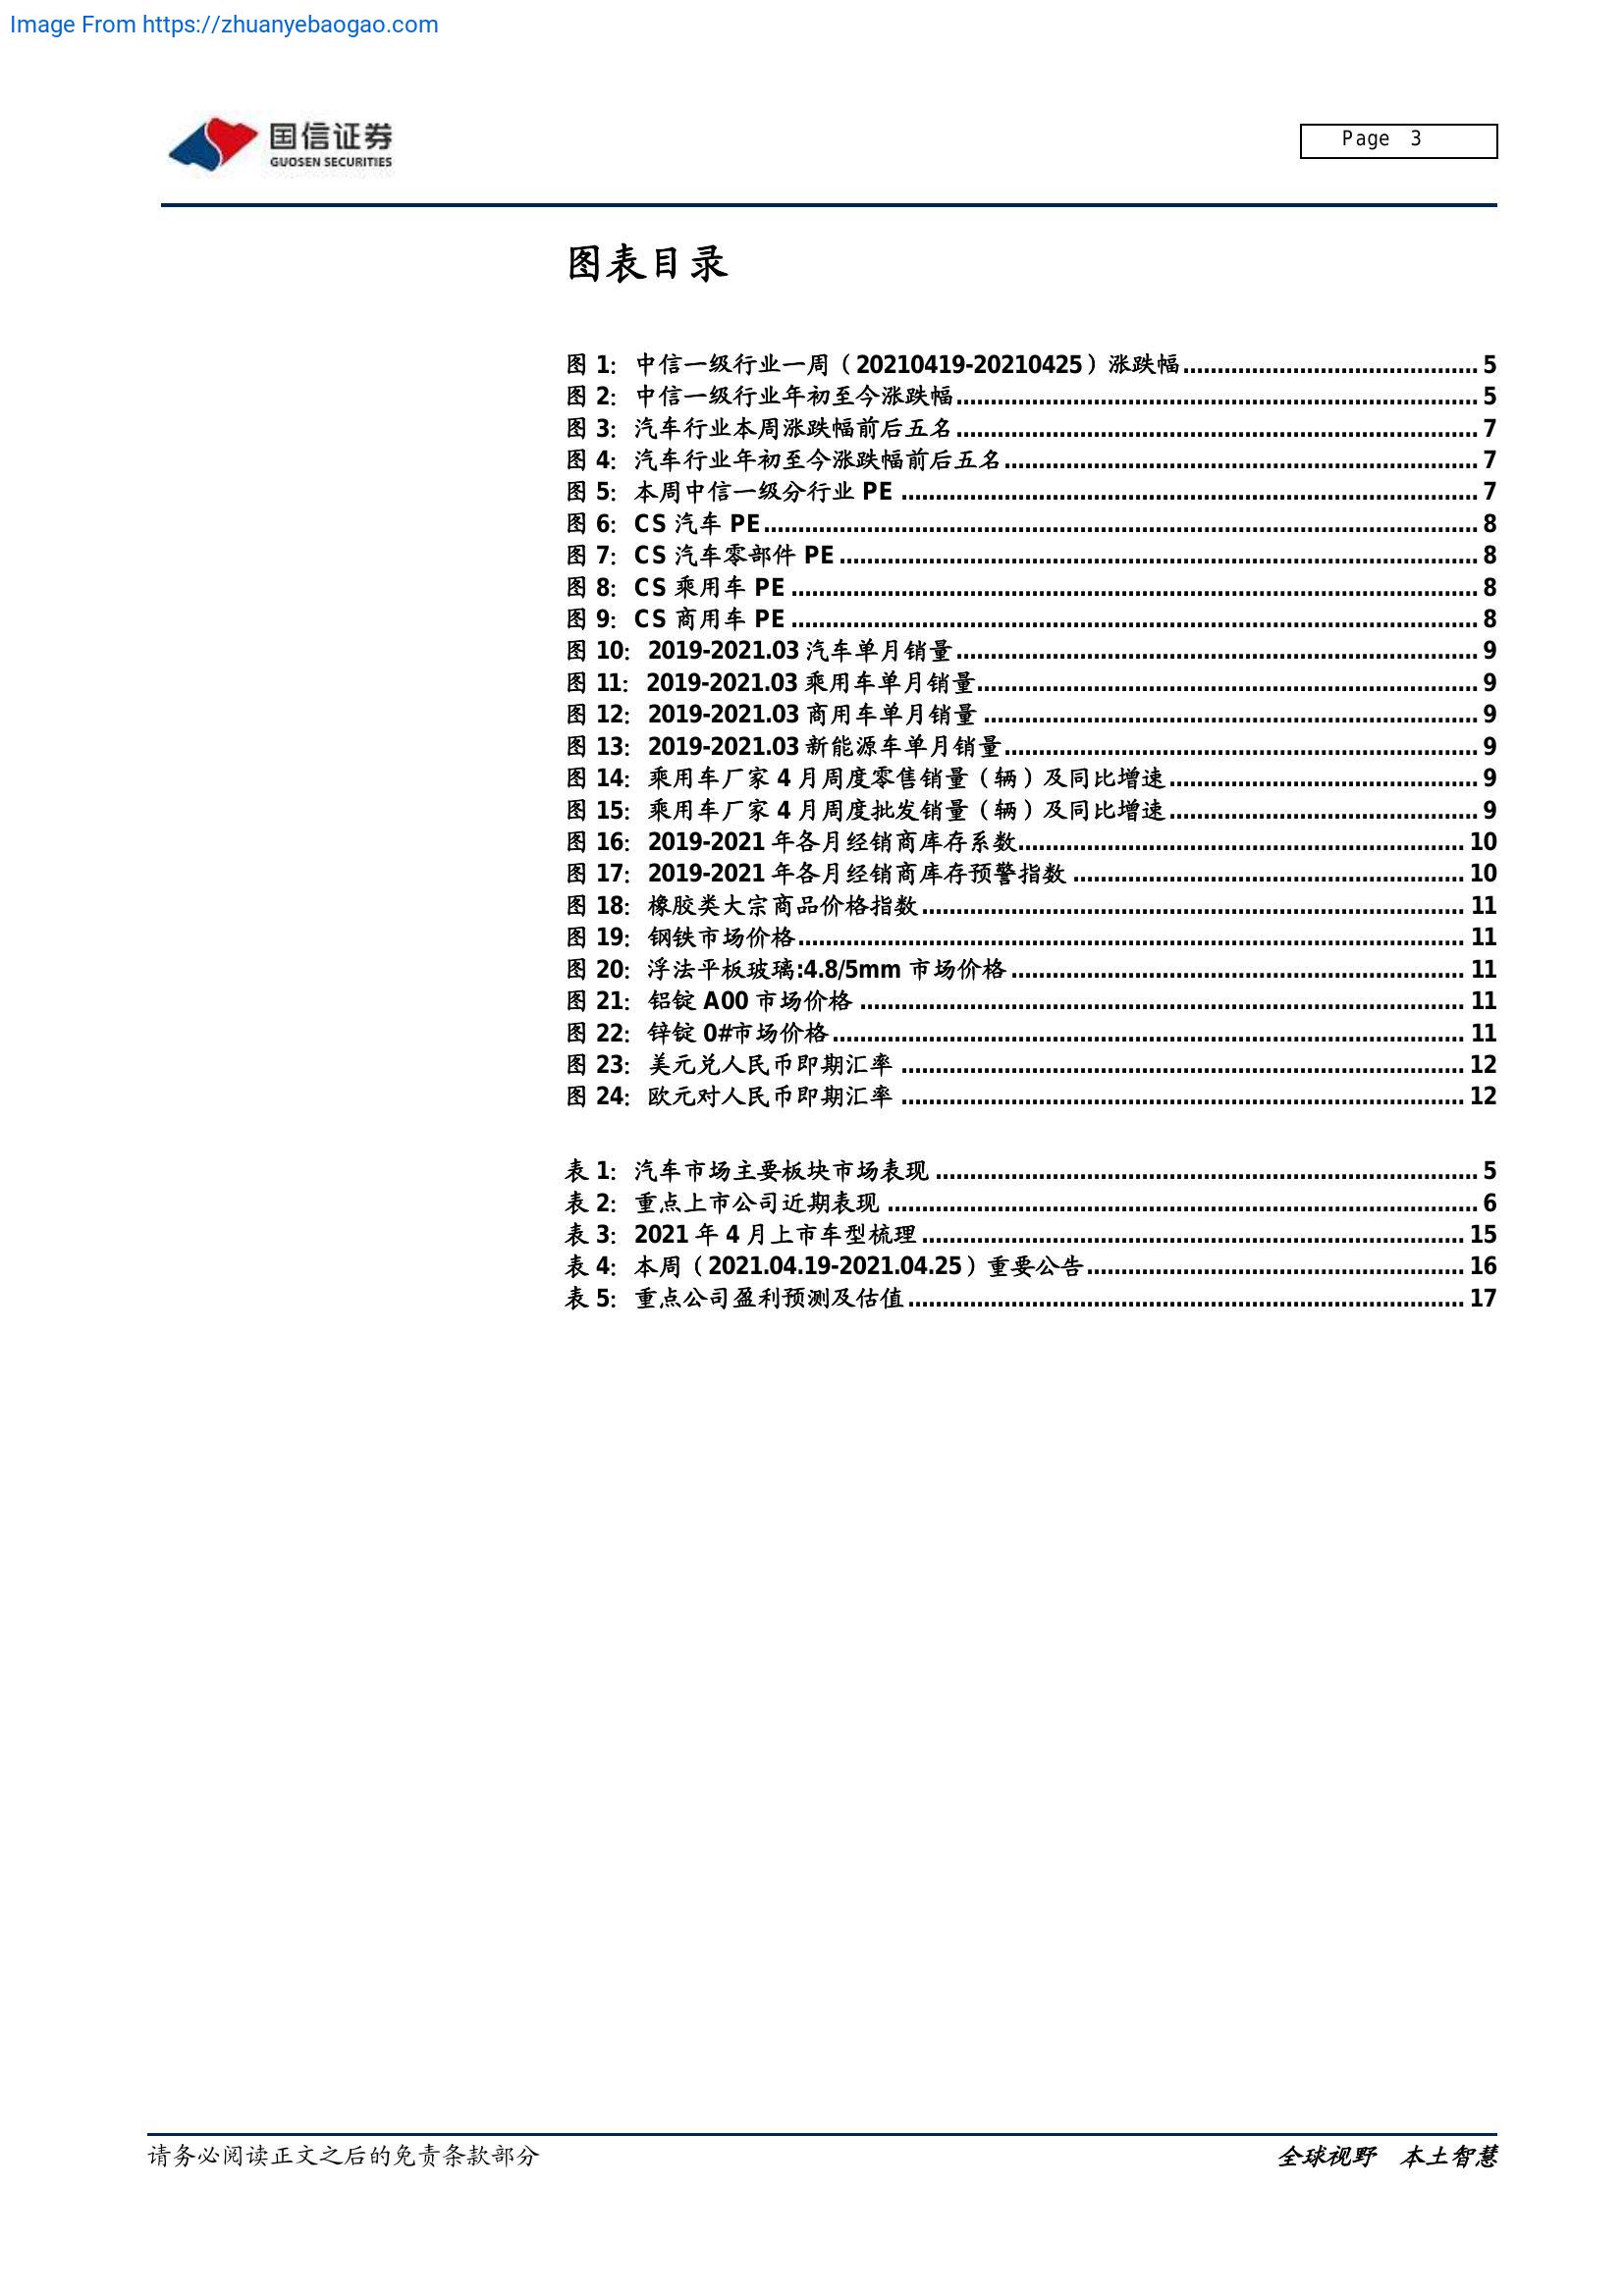 Image From https://zhuanyebaogao.com
国信证券
GUOSEN SECURITIES
Page 3
图表目录
图 1: 中信一级行业一周（20210419-20210425）涨跌幅 5
图 2: 中信一级行业年初至今涨跌幅 5
图 3: 汽车行业本周涨跌幅前后五名 7
图 4: 汽车行业年初至今涨跌幅前后五名 7
图 5: 本周中信一级分行业 PE 7
图 6: CS 汽车 PE 8
图 7: CS 汽车零部件 PE 8
图 8: CS 乘用车 PE 8
图 9: CS 商用车 PE 8
图 10: 2019-2021.03 汽车单月销量 9
图 11: 2019-2021.03 乘用车单月销量 9
图 12: 2019-2021.03 商用车单月销量 9
图 13: 2019-2021.03 新能源车单月销量 9
图 14: 乘用车厂家 4 月周度零售销量（辆）及同比增速 9
图 15: 乘用车厂家 4 月周度批发销量（辆）及同比增速 9
图 16: 2019-2021 年各月经销商库存系数 10
图 17: 2019-2021 年各月经销商库存预警指数 10
图 18: 橡胶类大宗商品价格指数 11
图 19: 钢铁市场价格 11
图 20: 浮法平板玻璃:4.8/5mm 市场价格 11
图 21: 铝锭 A00 市场价格 11
图 22: 锌锭 0#市场价格 11
图 23: 美元兑人民币即期汇率 12
图 24: 欧元对人民币即期汇率 12
表 1: 汽车市场主要板块市场表现 5
表 2: 重点上市公司近期表现 6
表 3: 2021 年 4 月上市车型梳理 15
表 4: 本周（2021.04.19-2021.04.25）重要公告 16
表 5: 重点公司盈利预测及估值 17
请务必阅读正文之后的免责条款部分
全球视野 本土智慧